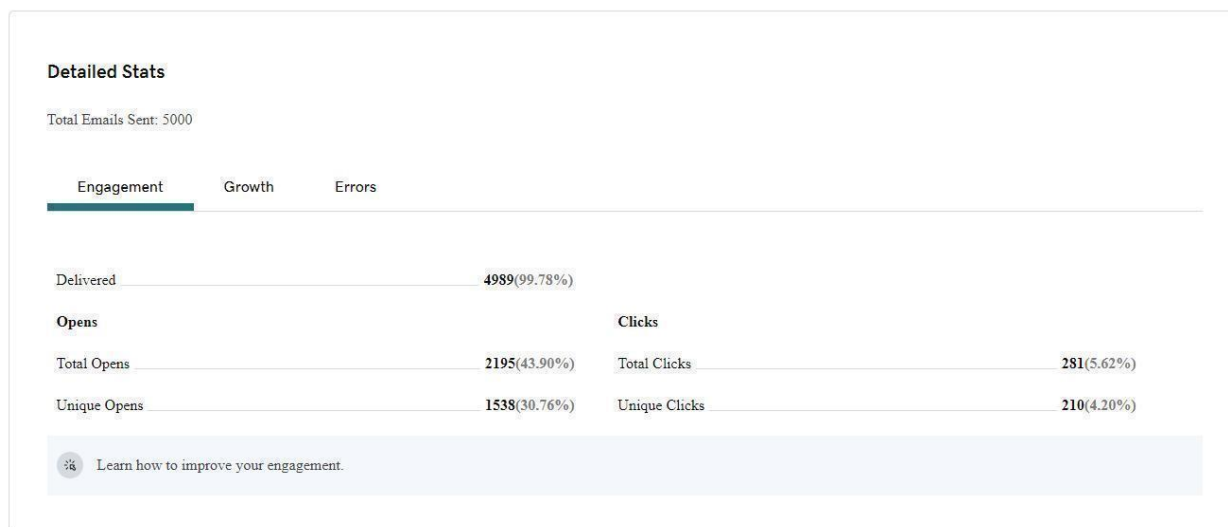 Detailed Stats
Total Emails Sent: 5000
Engagement Growth Errors
Delivered 4989(99.78%)
Opens Clicks
Total Opens 2195(43.90%) Total Clicks 281(5.62%)
Unique Opens 1538(30.76%) Unique Clicks 210(4.20%)
Learn how to improve your engagement.